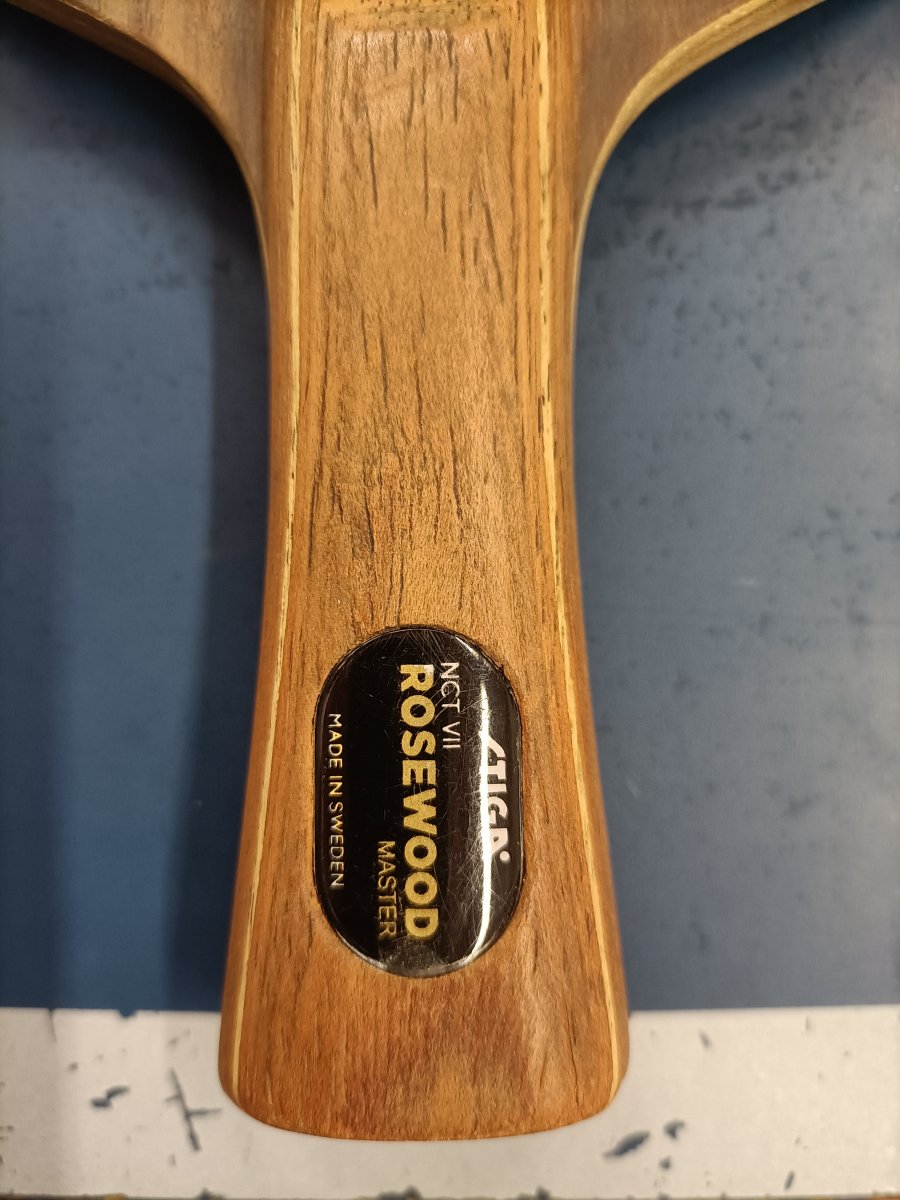 STIGA
NCT VII
ROSEWOOD
MASTER
MADE IN SWEDEN